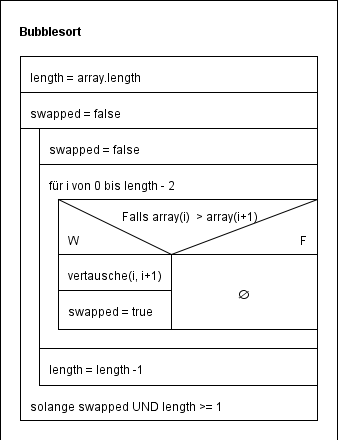 Bubblesort
length = array.length
swapped = false
swapped = false
für i von 0 bis length - 2
Falls array(i)  > array(i+1)
W
F
vertausche(i, i+1)
∅
swapped = true
length = length -1
solange swapped UND length >= 1